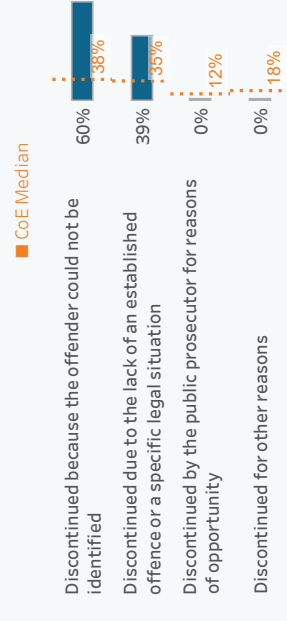 CoE Median
Discontinued because the offender could not be
identified
60%
38%
Discontinued due to the lack of an established
offence or a specific legal situation
39%
35%
Discontinued by the public prosecutor for reasons
of opportunity
0%
12%
Discontinued for other reasons
0%
18%